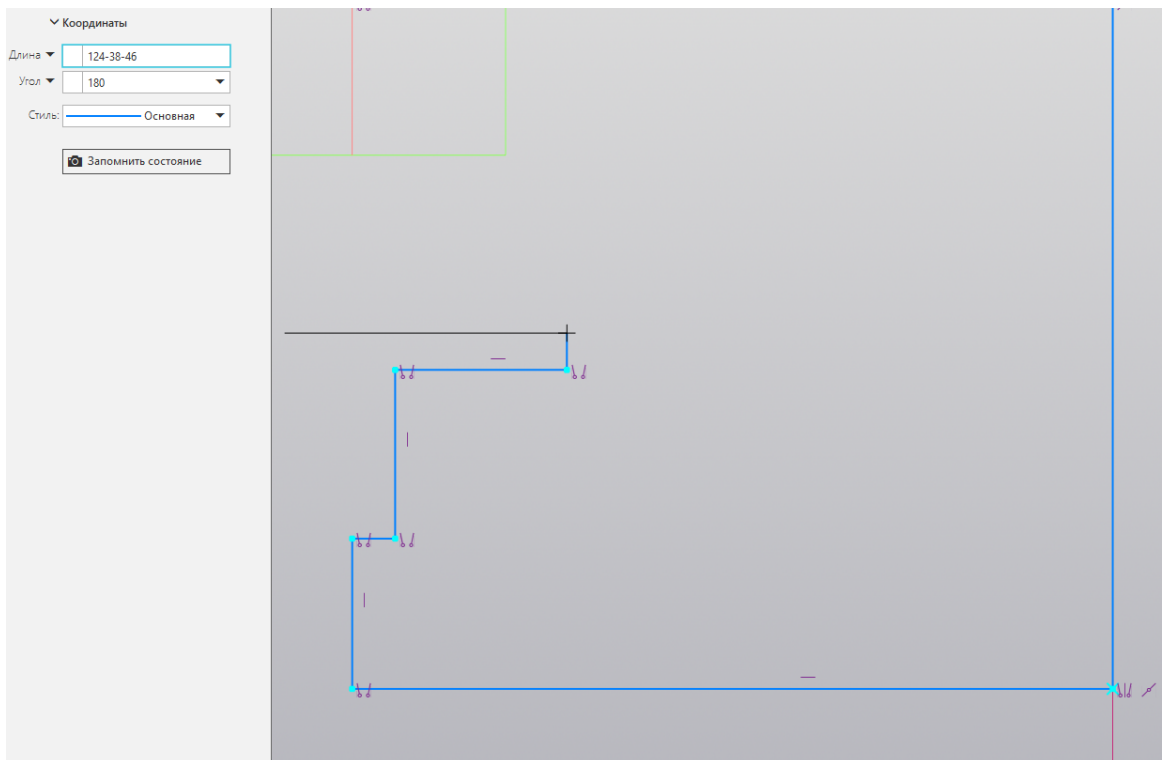 Координаты
Длина 124-38-46
Угол 180
Стиль: Основная
Запомнить состояние